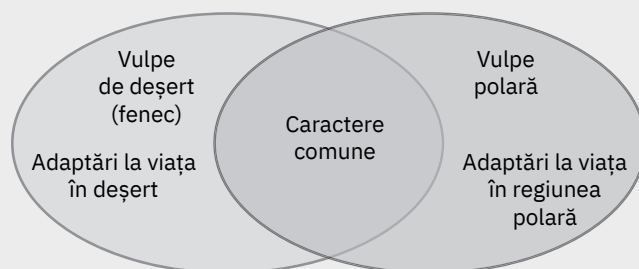 Vulpe
de deșert
(fenec)
Adaptări la viața
în deșert
Caractere
comune
Vulpe
polară
Adaptări la viața
în regiunea
polară